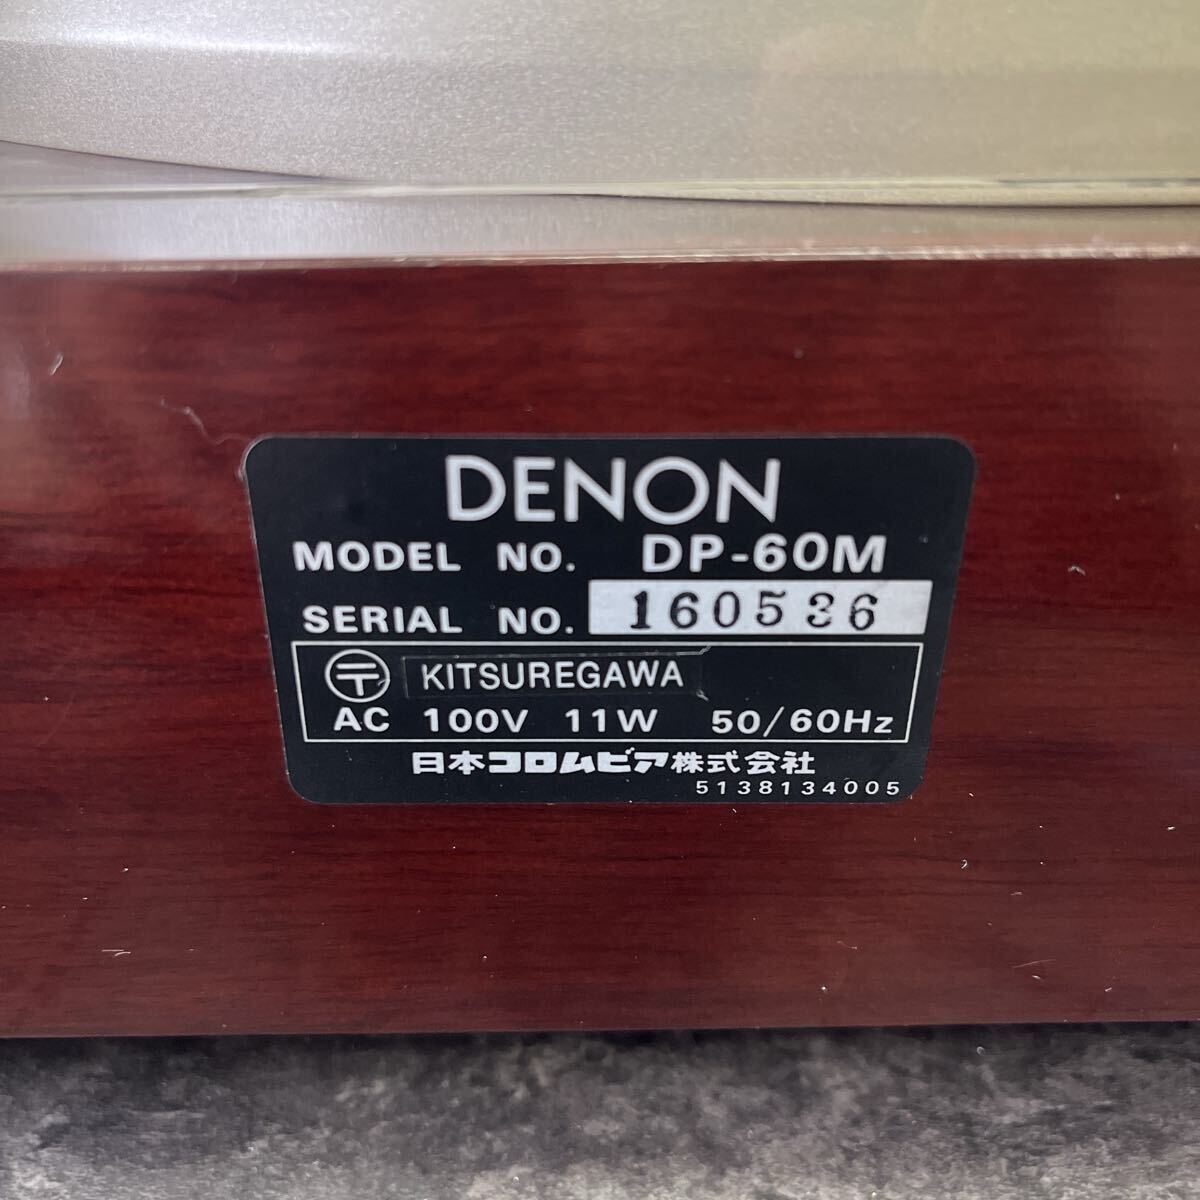 DENON
MODEL NO. DP-60M
SERIAL NO. 160536
〒 KITSUREGAWA
AC 100V 11W 50/60Hz
日本コロムビア株式会社
5138134005